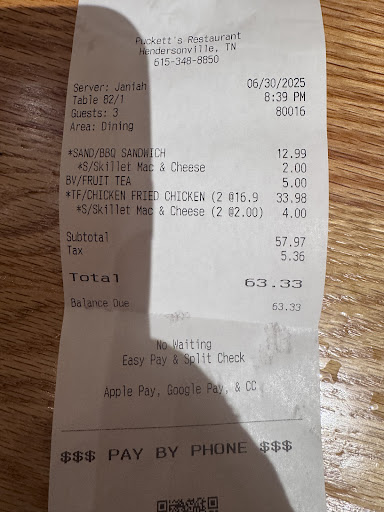 Puckett's Restaurant
Hendersonville, TN
615-348-8850
Server: Janiah 06/30/2025
Table 82/1 8:39 PM
Guests: 3 80016
Area: Dining
*SAND/BBQ SANDWICH 12.99
*S/Skillet Mac & Cheese 2.00
BV/FRUIT TEA 5.00
*TF/CHICKEN FRIED CHICKEN (2 @16.9 33.98
*S/Skillet Mac & Cheese (2 @2.00) 4.00
Subtotal 57.97
Tax 5.36
Total 63.33
Balance Due 63.33
No Waiting
Easy Pay & Split Check
Apple Pay, Google Pay, & CC
$$$ PAY BY PHONE $$$